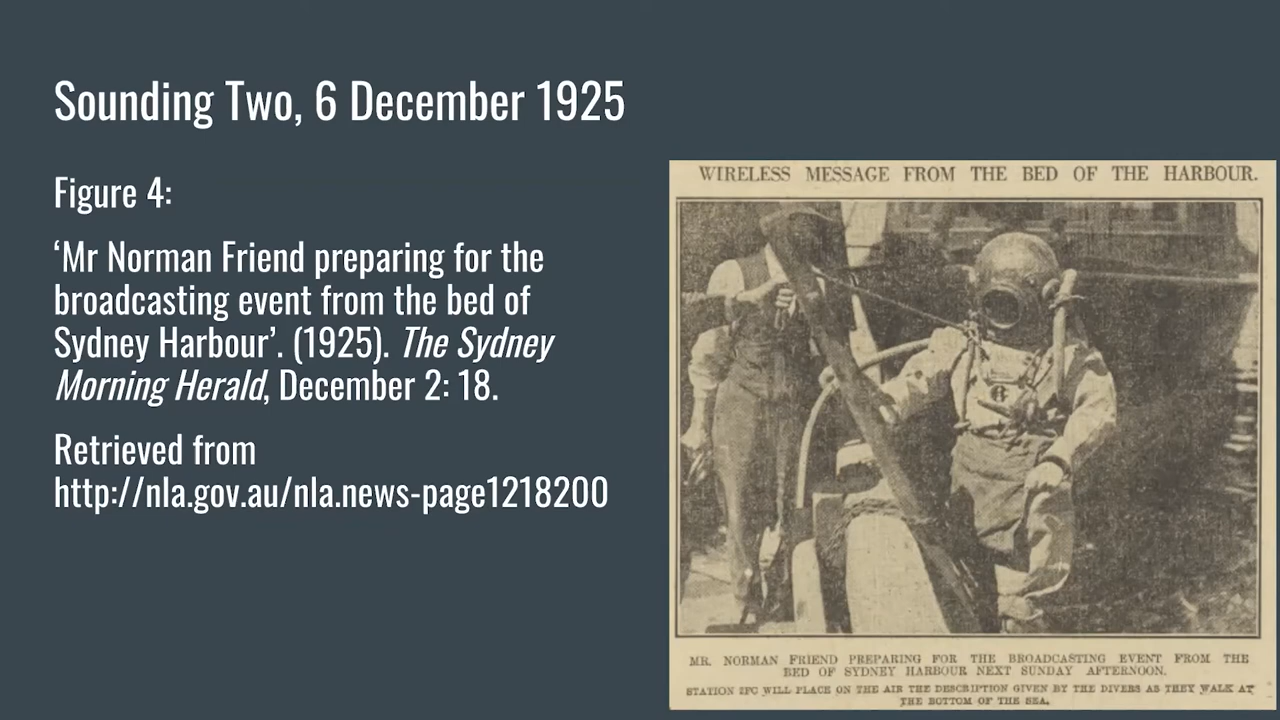 Sounding Two, 6 December 1925
Figure 4:
‘Mr Norman Friend preparing for the
broadcasting event from the bed of
Sydney Harbour’. (1925). The Sydney
Morning Herald, December 2: 18.
Retrieved from
http://nla.gov.au/nla.news-page1218200
WIRELESS MESSAGE FROM THE BED OF THE HARBOUR.
MR. NORMAN FRIEND PREPARING FOR THE BROADCASTING EVENT FROM THE
BED OF SYDNEY HARBOUR NEXT SUNDAY AFTERNOON.
STATION 2FC WILL PLACE ON THE AIR THE DESCRIPTION GIVEN BY THE DIVERS AS THEY WALK AT
THE BOTTOM OF THE SEA.